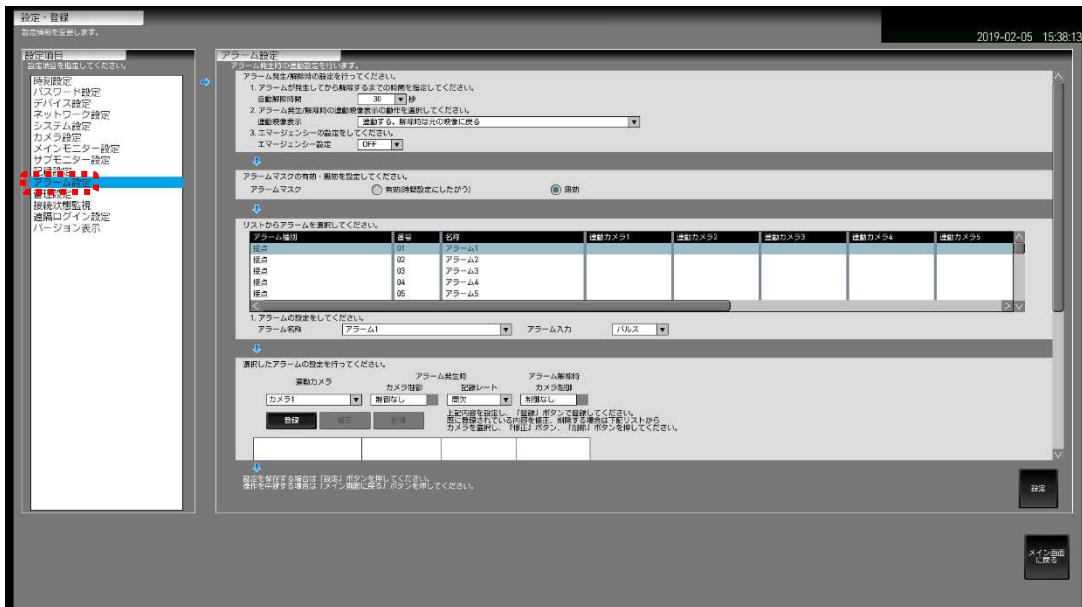 設定・登録
設定情報を変更します。
2019-02-05 15:38:13
設定項目
設定項目を指定してください。
時刻設定
パスワード設定
デバイス設定
ネットワーク設定
システム設定
カメラ設定
メインモニター設定
サブモニター設定
記録設定
アラーム設定
管理設定
接続状態監視
遠隔ログイン設定
バージョン表示
アラーム設定
アラーム発生時の連動設定を行います。
アラーム発生/解除時の設定を行ってください。
1. アラームが発生してから解除するまでの時間を指定してください。
自動解除時間 30 秒
2. アラーム発生/解除時の連動映像表示の動作を選択してください。
連動映像表示 連動する。解除時は元の映像に戻る
3. エマージェンシーの設定をしてください。
エマージェンシー設定 OFF
アラームマスクの有効・無効を設定してください。
アラームマスク 有効(時間設定にしたがう) 無効
リストからアラームを選択してください。
アラーム種別 番号 名称 連動カメラ1 連動カメラ2 連動カメラ3 連動カメラ4 連動カメラ5
接点 01 アラーム1
接点 02 アラーム2
接点 03 アラーム3
接点 04 アラーム4
接点 05 アラーム5
1. アラームの設定をしてください。
アラーム名称 アラーム1 アラーム入力 パルス
選択したアラームの設定を行ってください。
アラーム発生時 アラーム解除時
連動カメラ カメラ制御 記録レート カメラ制御
カメラ1 制御なし 間欠 制御なし
登録 修正 削除
上記内容を設定し、「登録」ボタンで登録してください。
既に登録されている内容を修正、削除する場合は下記リストから
カメラを選択し、「修正」ボタン、「削除」ボタンを押してください。
設定を保存する場合は「設定」ボタンを押してください。
操作を中断する場合は「メイン画面に戻る」ボタンを押してください。
設定
メイン画面
に戻る